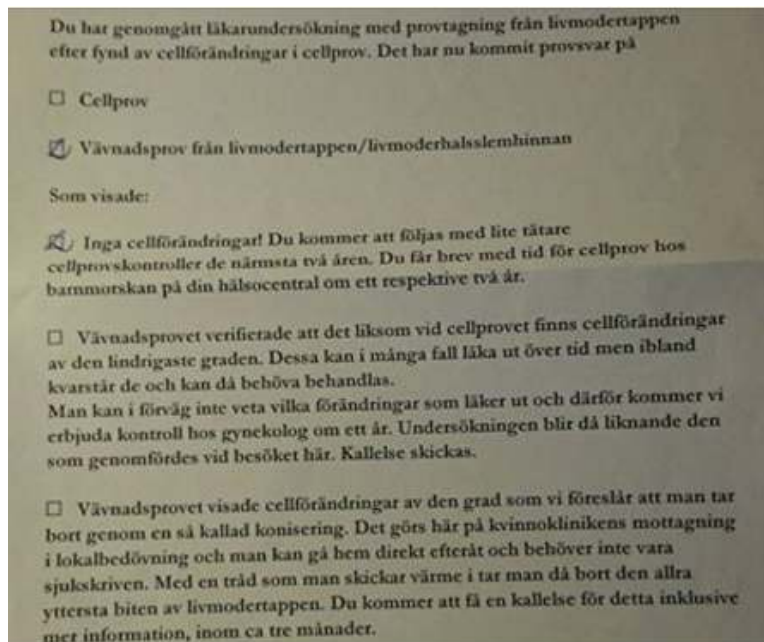 Du har genomgått läkarundersökning med provtagning från livmodertappen
efter fynd av cellförändringar i cellprov. Det har nu kommit provsvar på
☐ Cellprov
☑ Vävnadsprov från livmodertappen/livmoderhalsslemhinnan
Som visade:
☑ Inga cellförändringar! Du kommer att följas med lite tätare
cellprovskontroller de närmsta två åren. Du får brev med tid för cellprov hos
barnmorskan på din hälsocentral om ett respektive två år.
☐ Vävnadsprovet verifierade att det liksom vid cellprovet finns cellförändringar
av den lindrigaste graden. Dessa kan i många fall läka ut över tid men ibland
kvarstår de och kan då behöva behandlas.
Man kan i förväg inte veta vilka förändringar som läker ut och därför kommer vi
erbjuda kontroll hos gynekolog om ett år. Undersökningen blir då liknande den
som genomfördes vid besöket här. Kallelse skickas.
☐ Vävnadsprovet visade cellförändringar av den grad som vi föreslår att man tar
bort genom en så kallad konisering. Det görs här på kvinnoklinikens mottagning
i lokalbedövning och man kan gå hem direkt efteråt och behöver inte vara
sjukskriven. Med en tråd som man skickar värme i tar man då bort den allra
yttersta biten av livmodertappen. Du kommer att få en kallelse för detta inklusive
mer information, inom ca tre månader.